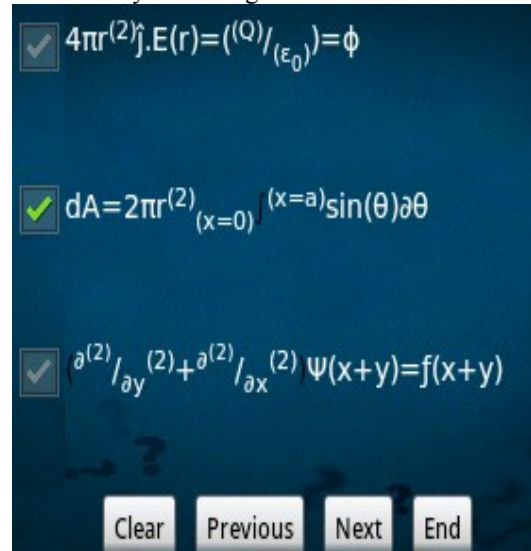 4πr⁽²⁾ĵ.E(r)=(⁽Q⁾/₍ε₀₎)=ϕ
dA=2πr⁽²⁾₍ₓ₌₀₎∫⁽ˣ⁼ᵃ⁾sin(θ)∂θ
(∂⁽²⁾/∂y⁽²⁾+∂⁽²⁾/∂x⁽²⁾)Ψ(x+y)=ƒ(x+y)
Clear Previous Next End